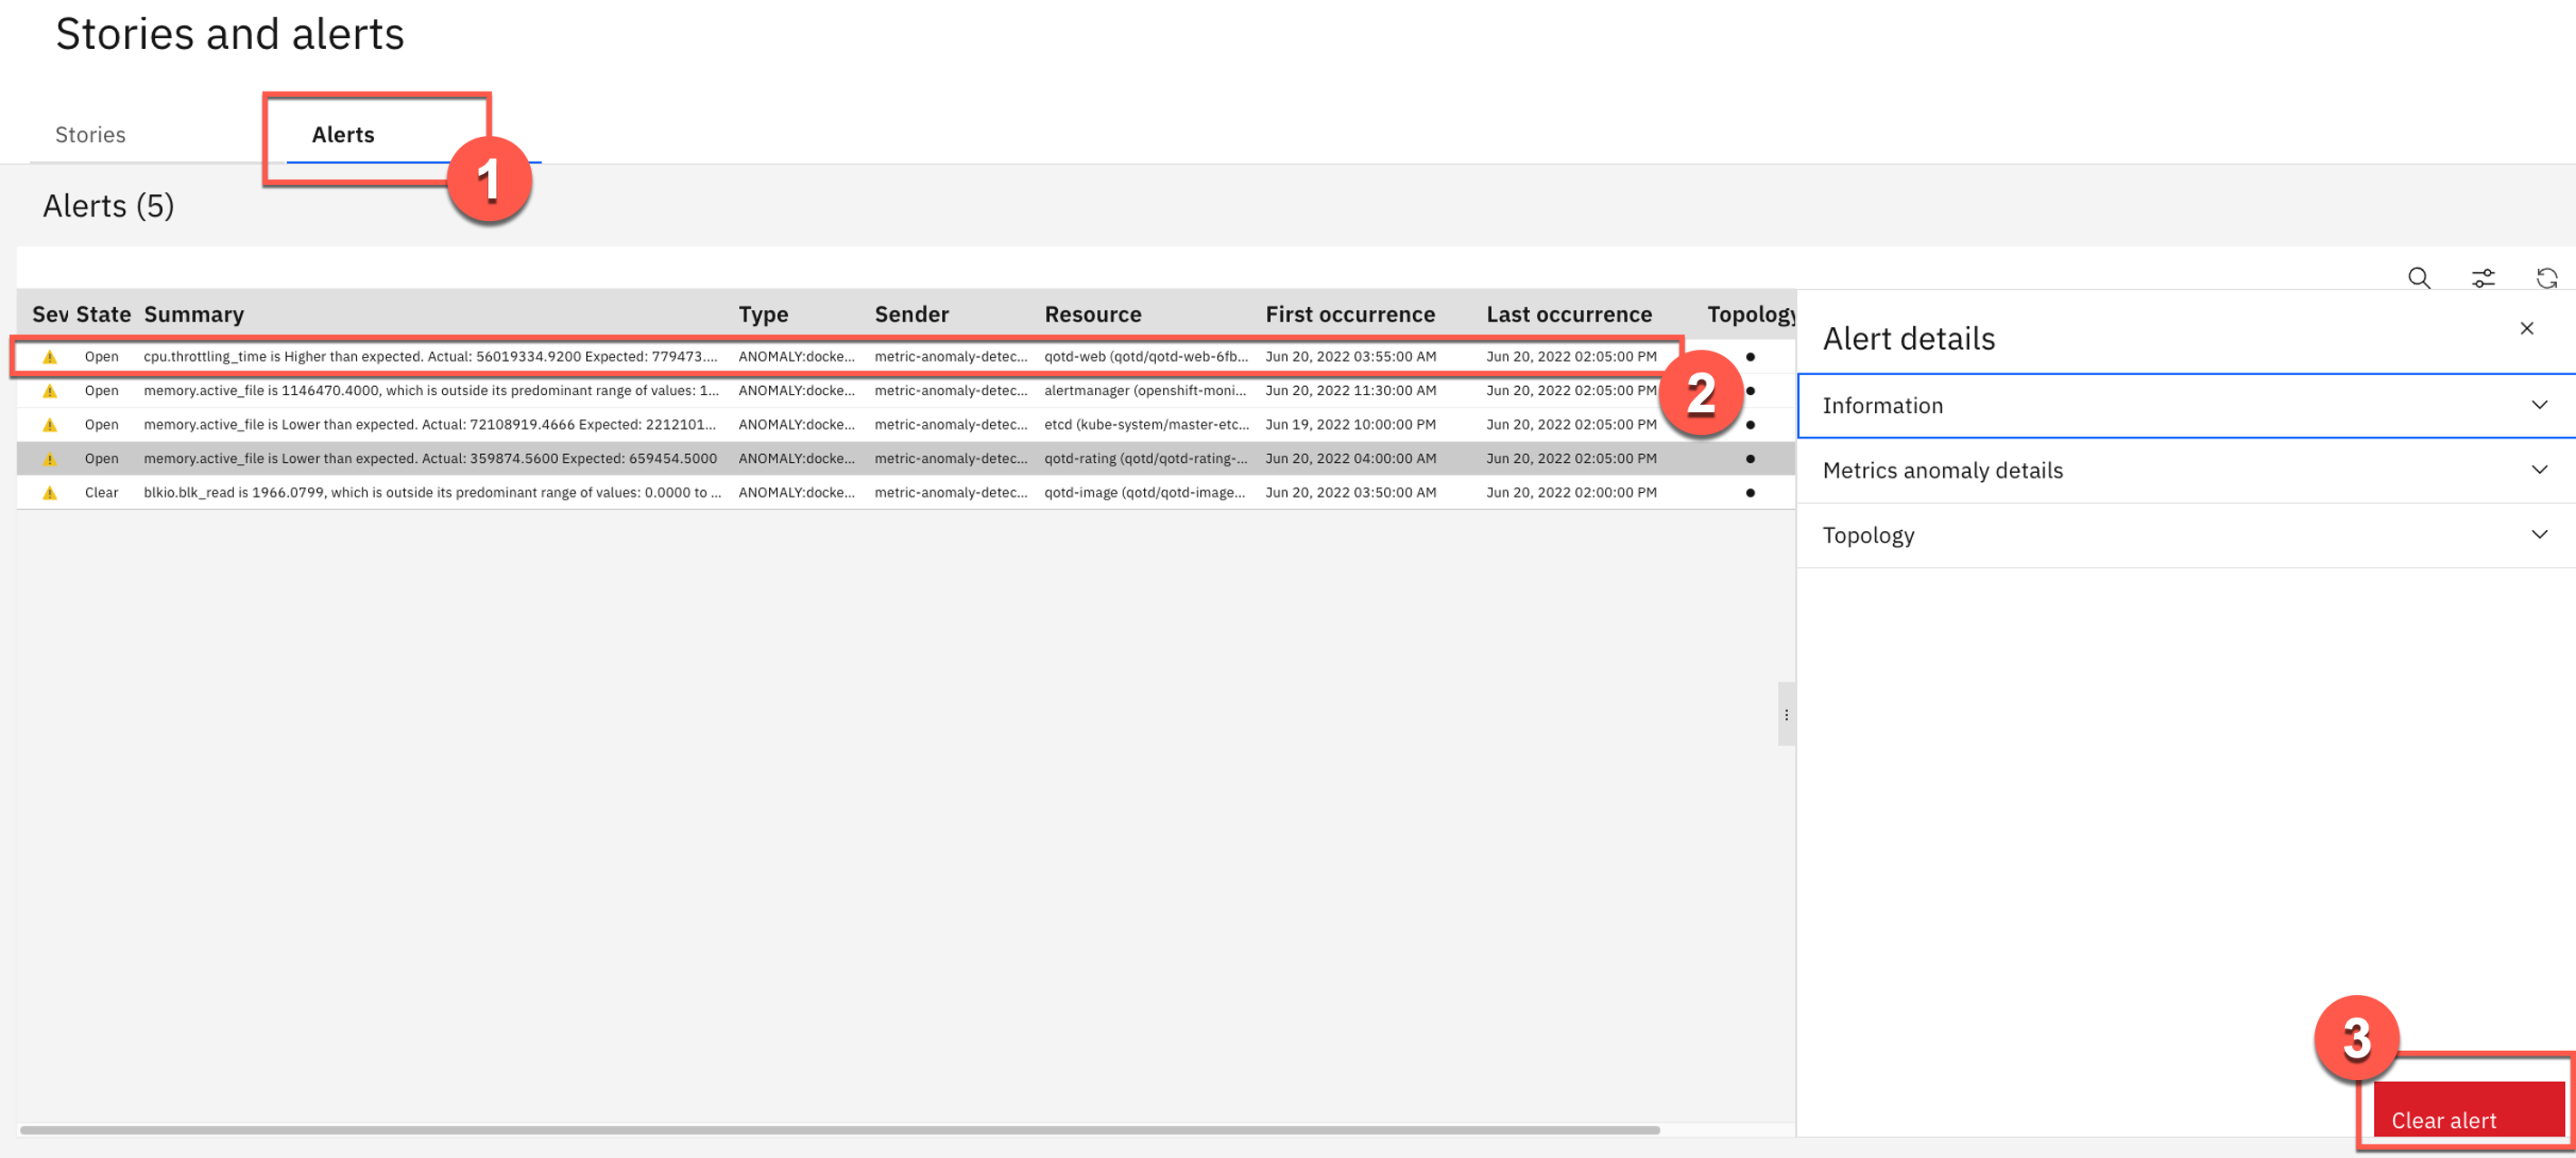 Stories and alerts
Stories
Alerts
1
Alerts (5)
Sev State Summary Type Sender Resource First occurrence Last occurrence Topology
Open cpu.throttling_time is Higher than expected. Actual: 56019334.9200 Expected: 779473.... ANOMALY:docke... metric-anomaly-detec... qotd-web (qotd/qotd-web-6fb... Jun 20, 2022 03:55:00 AM Jun 20, 2022 02:05:00 PM
Open memory.active_file is 1146470.4000, which is outside its predominant range of values: 1... ANOMALY:docke... metric-anomaly-detec... alertmanager (openshift-moni... Jun 20, 2022 11:30:00 AM Jun 20, 2022 02:05:00 PM
2
Open memory.active_file is Lower than expected. Actual: 72108919.4666 Expected: 2212101... ANOMALY:docke... metric-anomaly-detec... etcd (kube-system/master-etc... Jun 19, 2022 10:00:00 PM Jun 20, 2022 02:05:00 PM
Open memory.active_file is Lower than expected. Actual: 359874.5600 Expected: 659454.5000 ANOMALY:docke... metric-anomaly-detec... qotd-rating (qotd/qotd-rating-... Jun 20, 2022 04:00:00 AM Jun 20, 2022 02:05:00 PM
Clear blkio.blk_read is 1966.0799, which is outside its predominant range of values: 0.0000 to ... ANOMALY:docke... metric-anomaly-detec... qotd-image (qotd/qotd-image... Jun 20, 2022 03:50:00 AM Jun 20, 2022 02:00:00 PM
Alert details
Information
Metrics anomaly details
Topology
3
Clear alert